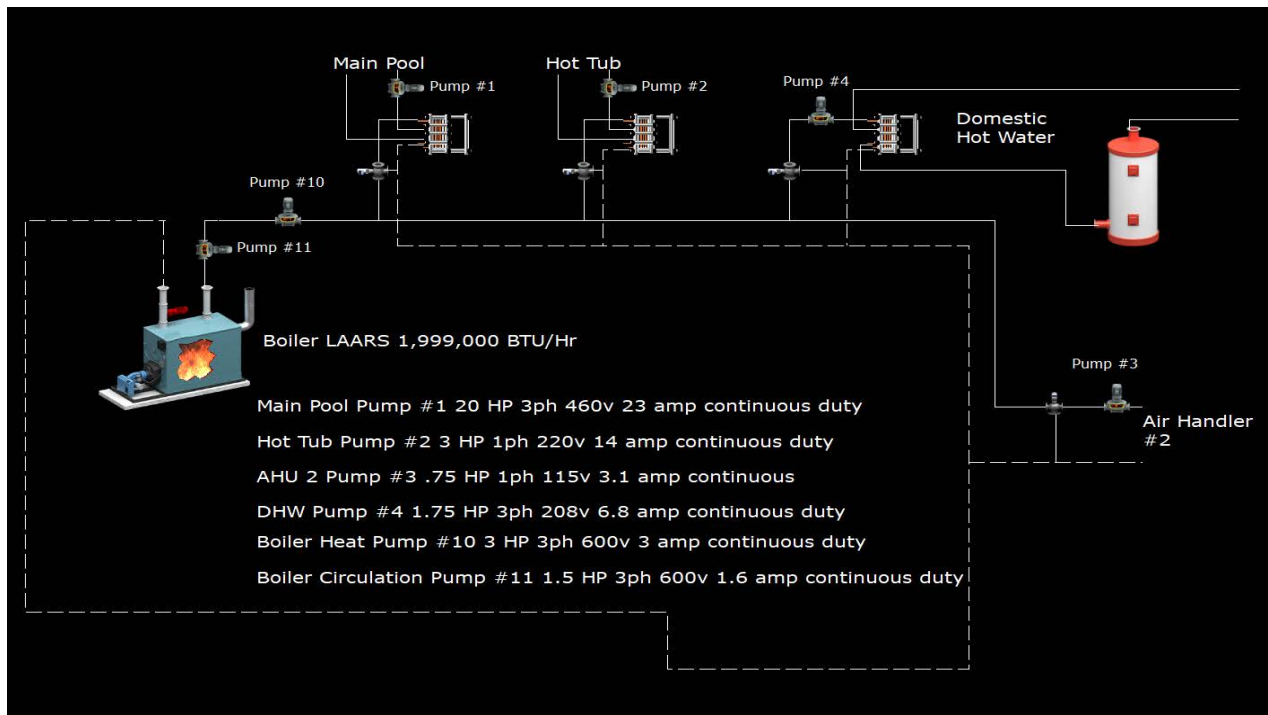 Main Pool
Hot Tub
Pump #1
Pump #2
Pump #4
Domestic
Hot Water
Pump #10
Pump #11
Boiler LAARS 1,999,000 BTU/Hr
Pump #3
Air Handler
#2
Main Pool Pump #1 20 HP 3ph 460v 23 amp continuous duty
Hot Tub Pump #2 3 HP 1ph 220v 14 amp continuous duty
AHU 2 Pump #3 .75 HP 1ph 115v 3.1 amp continuous
DHW Pump #4 1.75 HP 3ph 208v 6.8 amp continuous duty
Boiler Heat Pump #10 3 HP 3ph 600v 3 amp continuous duty
Boiler Circulation Pump #11 1.5 HP 3ph 600v 1.6 amp continuous duty